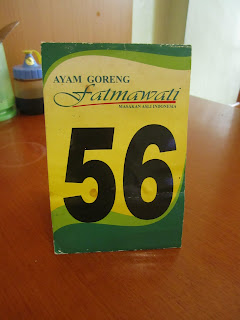 AYAM GORENG
Fatmawati
MASAKAN ASLI INDONESIA
56